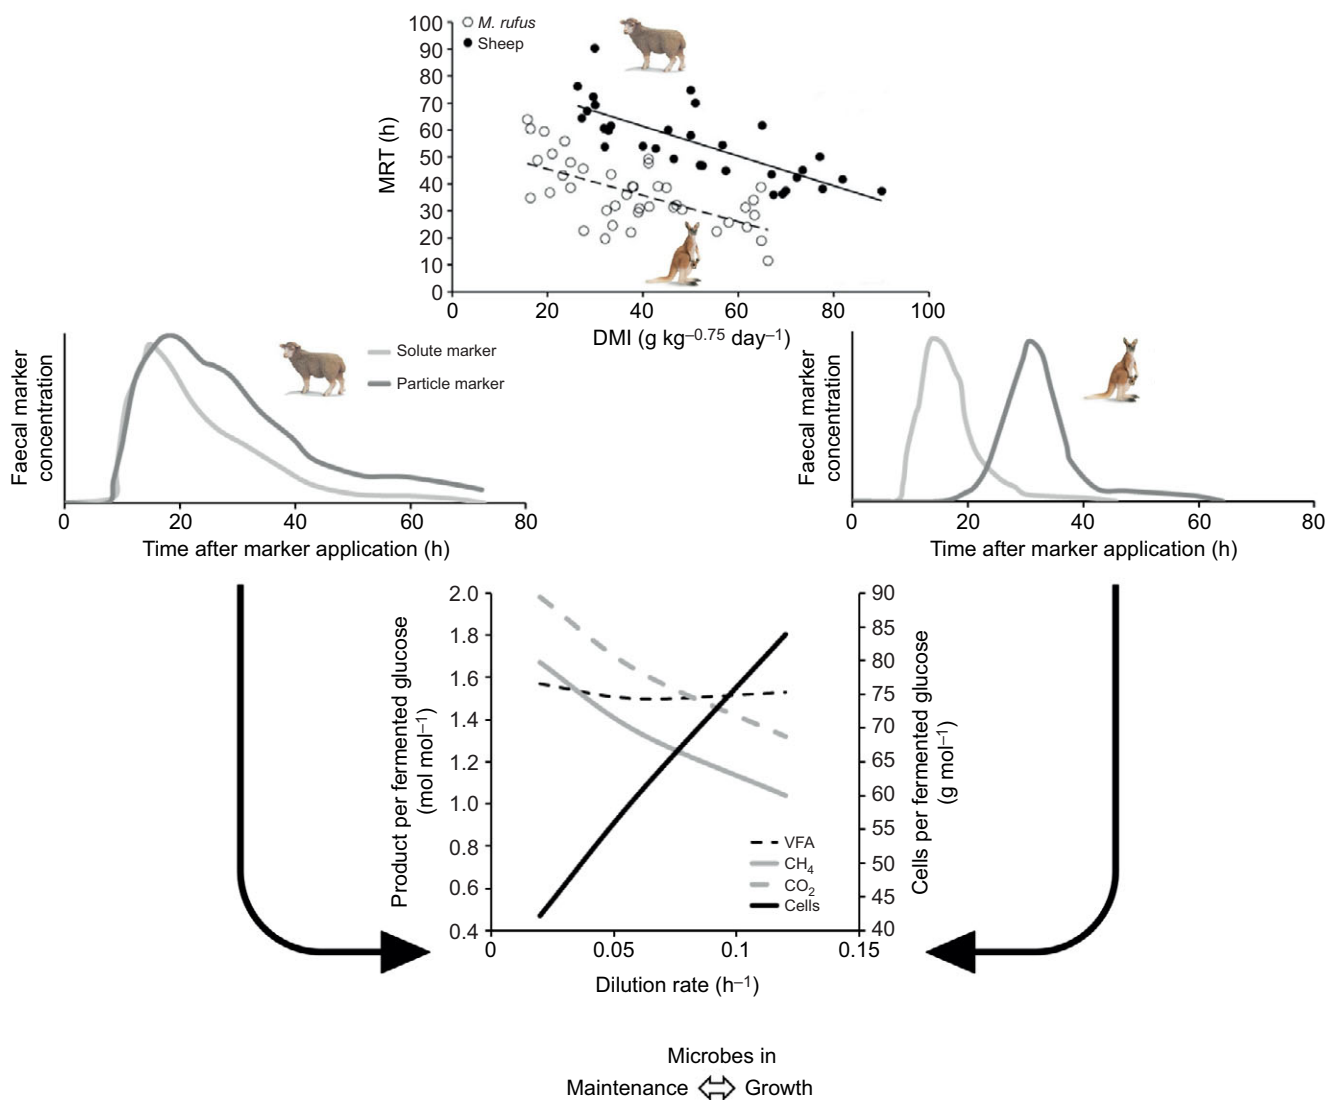 MRT (h)
100
90
80
70
60
50
40
30
20
10
0
M. rufus
Sheep
0 20 40 60 80 100
DMI (g kg–0.75 day–1)
Faecal marker
concentration
Solute marker
Particle marker
0 20 40 60 80
Time after marker application (h)
Faecal marker
concentration
0 20 40 60 80
Time after marker application (h)
Product per fermented glucose
(mol mol–1)
2.0
1.8
1.6
1.4
1.2
1.0
0.8
0.6
0.4
90
85
80
75
70
65
60
55
50
45
40
Cells per fermented glucose
(g mol–1)
VFA
CH4
CO2
Cells
0 0.05 0.1 0.15
Dilution rate (h–1)
Microbes in
Maintenance Growth